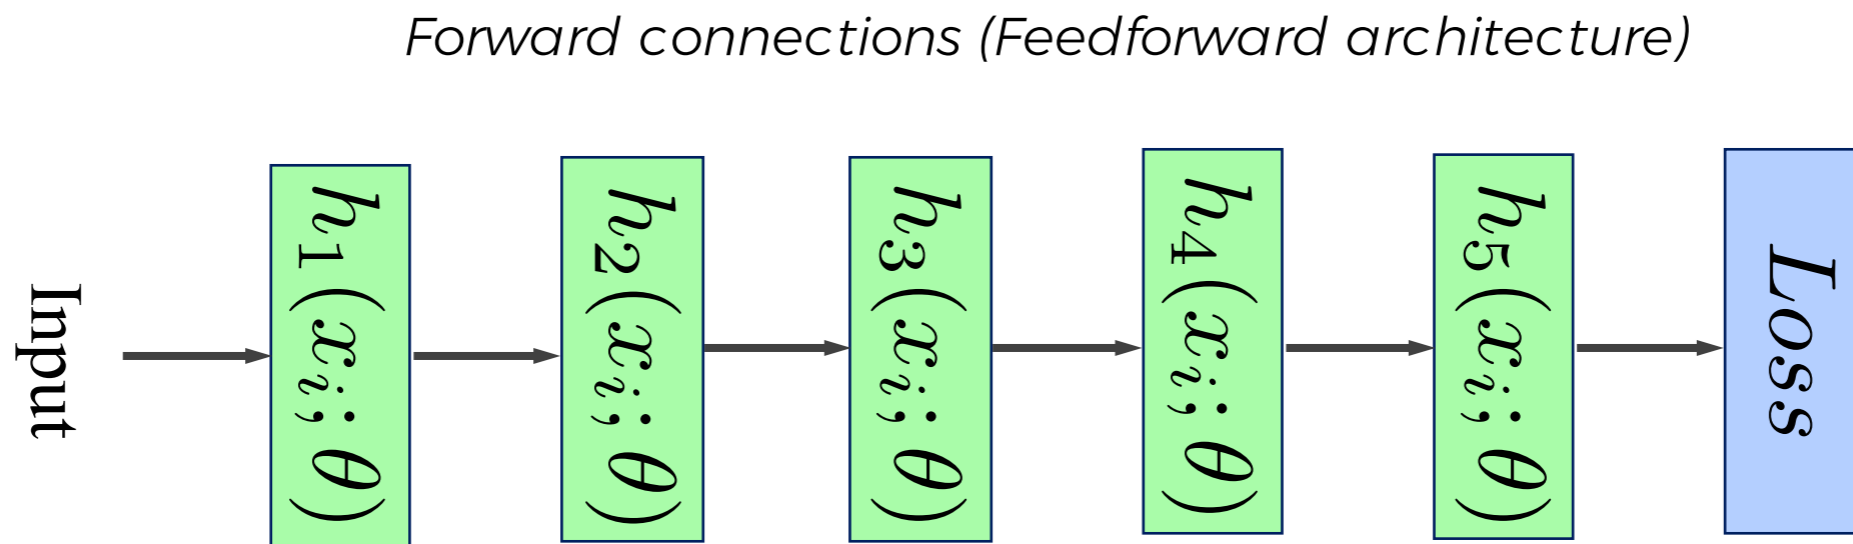 Forward connections (Feedforward architecture)
Input
h₁(xᵢ; θ)
h₂(xᵢ; θ)
h₃(xᵢ; θ)
h₄(xᵢ; θ)
h₅(xᵢ; θ)
Loss